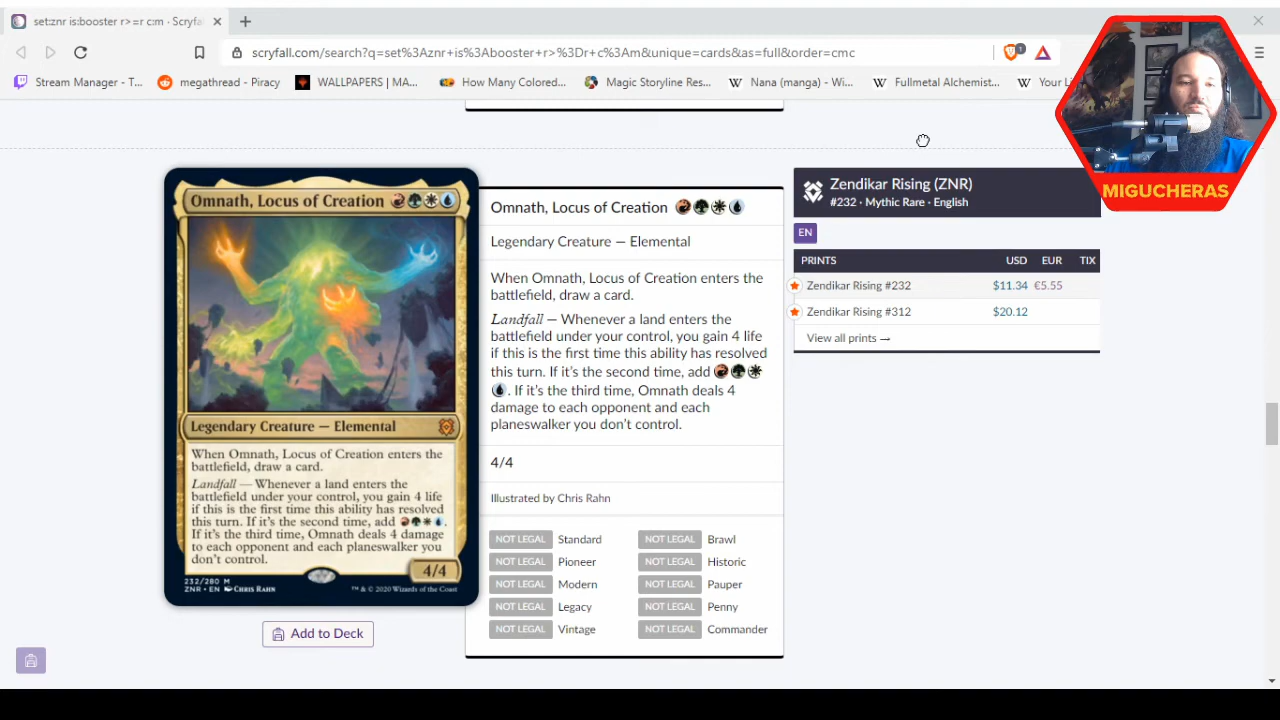 set:znr is:booster r>=r c:m · Scryfa
scryfall.com/search?q=set%3Aznr+is%3Abooster+r>%3Dr+c%3Am&unique=cards&as=full&order=cmc
1
Stream Manager - T...
megathread - Piracy
WALLPAPERS | MA...
How Many Colored...
Magic Storyline Res...
Nana (manga) - Wi...
Fullmetal Alchemist...
Your Li
MIGUCHERAS
Omnath, Locus of Creation
Legendary Creature — Elemental
When Omnath, Locus of Creation enters the
battlefield, draw a card.
Landfall — Whenever a land enters the
battlefield under your control, you gain 4 life
if this is the first time this ability has resolved
this turn. If it's the second time, add
If it's the third time, Omnath deals 4 damage
to each opponent and each planeswalker you
don't control.
4/4
232/280 M
ZNR • EN CHRIS RAHN
™ & © 2020 Wizards of the Coast
Add to Deck
Omnath, Locus of Creation
Legendary Creature — Elemental
When Omnath, Locus of Creation enters the
battlefield, draw a card.
Landfall — Whenever a land enters the
battlefield under your control, you gain 4 life
if this is the first time this ability has resolved
this turn. If it's the second time, add
. If it's the third time, Omnath deals 4
damage to each opponent and each
planeswalker you don't control.
4/4
Illustrated by Chris Rahn
NOT LEGAL Standard NOT LEGAL Brawl
NOT LEGAL Pioneer NOT LEGAL Historic
NOT LEGAL Modern NOT LEGAL Pauper
NOT LEGAL Legacy NOT LEGAL Penny
NOT LEGAL Vintage NOT LEGAL Commander
Zendikar Rising (ZNR)
#232 · Mythic Rare · English
EN
PRINTS USD EUR TIX
Zendikar Rising #232 $11.34 €5.55
Zendikar Rising #312 $20.12
View all prints →